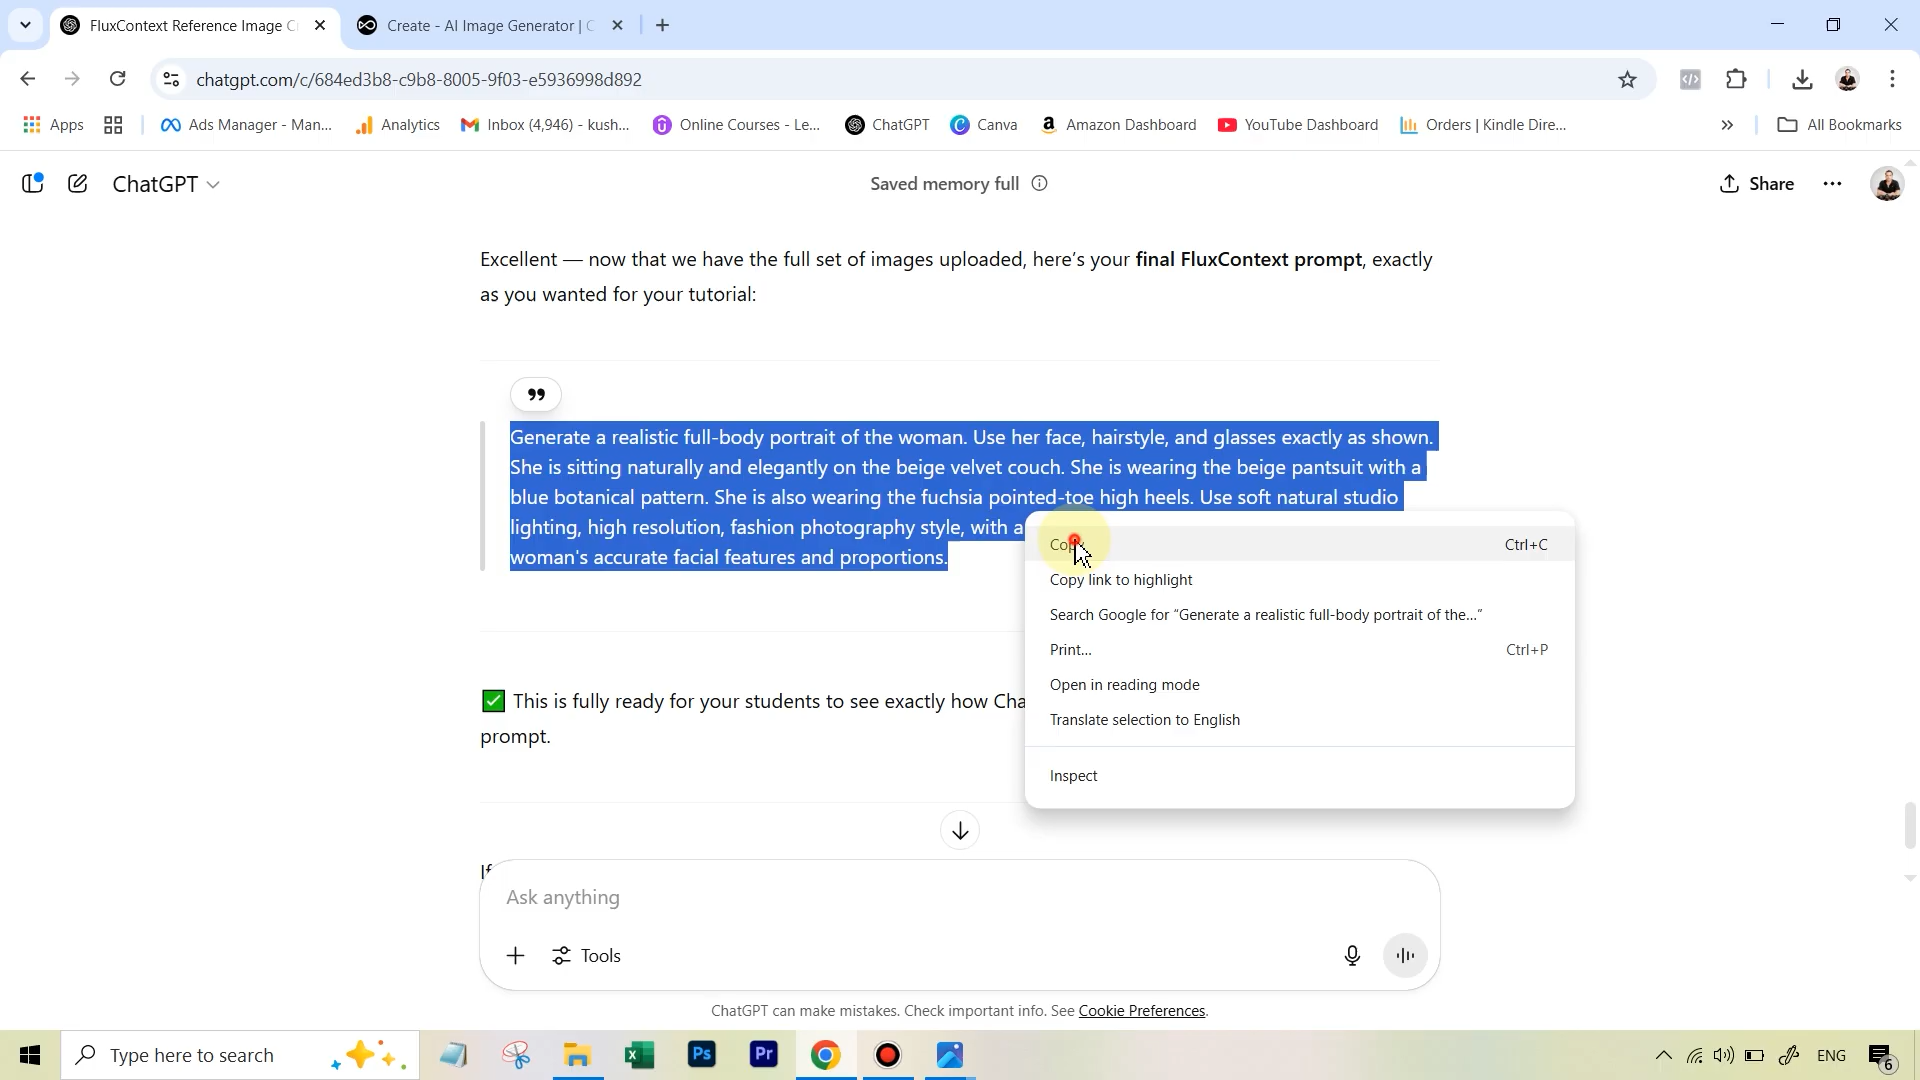 FluxContext Reference Image C
Create - AI Image Generator |
chatgpt.com/c/684ed3b8-c9b8-8005-9f03-e5936998d892
Apps
Ads Manager - Man...
Analytics
Inbox (4,946) - kush...
Online Courses - Le...
ChatGPT
Canva
Amazon Dashboard
YouTube Dashboard
Orders | Kindle Dire...
All Bookmarks
ChatGPT
Saved memory full
Share
Excellent — now that we have the full set of images uploaded, here's your final FluxContext prompt, exactly
as you wanted for your tutorial:
Generate a realistic full-body portrait of the woman. Use her face, hairstyle, and glasses exactly as shown.
She is sitting naturally and elegantly on the beige velvet couch. She is wearing the beige pantsuit with a
blue botanical pattern. She is also wearing the fuchsia pointed-toe high heels. Use soft natural studio
lighting, high resolution, fashion photography style, with a
woman's accurate facial features and proportions.
Copy Ctrl+C
Copy link to highlight
Search Google for “Generate a realistic full-body portrait of the...”
Print... Ctrl+P
Open in reading mode
Translate selection to English
Inspect
✅ This is fully ready for your students to see exactly how Cha
prompt.
If
Ask anything
Tools
ChatGPT can make mistakes. Check important info. See Cookie Preferences.
Type here to search
Ps
Pr
ENG
6